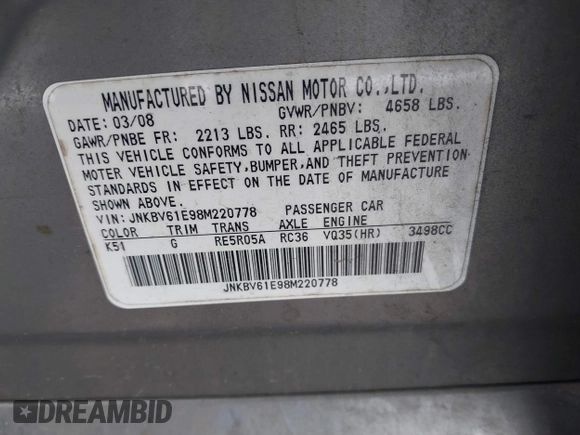 MANUFACTURED BY NISSAN MOTOR CO.,LTD.
DATE: 03/08 GVWR/PNBV: 4658 LBS.
GAWR/PNBE FR: 2213 LBS. RR: 2465 LBS.
THIS VEHICLE CONFORMS TO ALL APPLICABLE FEDERAL
MOTOR VEHICLE SAFETY,BUMPER,AND THEFT PREVENTION
STANDARDS IN EFFECT ON THE DATE OF MANUFACTURE
SHOWN ABOVE.
VIN: JNKBV61E98M220778 PASSENGER CAR
COLOR TRIM TRANS AXLE ENGINE
K51 G RE5R05A RC36 VQ35(HR) 3498CC
JNKBV61E98M220778
DREAMBID